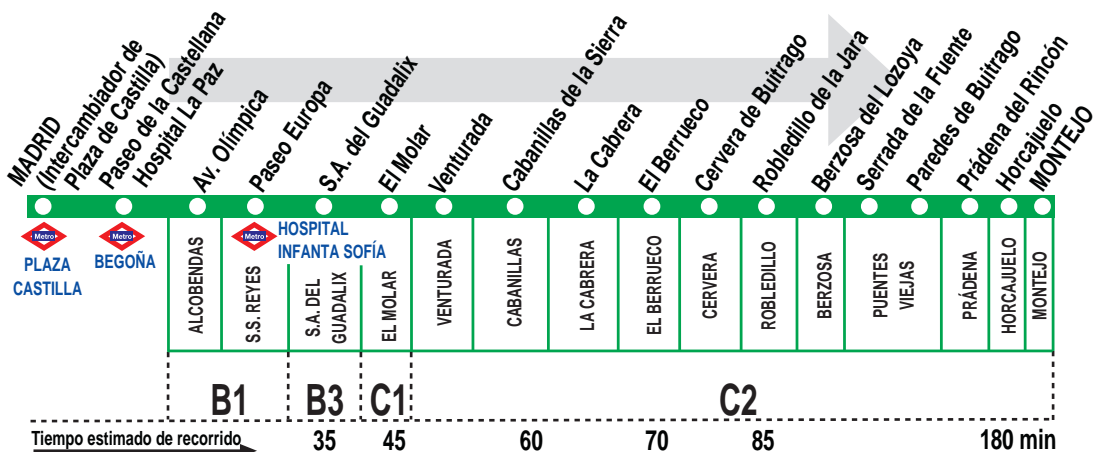 MADRID
(Intercambiador de
Plaza de Castilla)
Paseo de la Castellana
Hospital La Paz
Av. Olímpica
Paseo Europa
S.A. del Guadalix
El Molar
Venturada
Cabanillas de la Sierra
La Cabrera
El Berrueco
Cervera de Buitrago
Robledillo de la Jara
Berzosa del Lozoya
Serrada de la Fuente
Paredes de Buitrago
Prádena del Rincón
Horcajuelo
MONTEJO
Metro
PLAZA
CASTILLA
Metro
BEGOÑA
Metro
HOSPITAL
INFANTA SOFÍA
ALCOBENDAS
S.S. REYES
S.A. DEL
GUADALIX
EL MOLAR
VENTURADA
CABANILLAS
LA CABRERA
EL BERRUECO
CERVERA
ROBLEDILLO
BERZOSA
PUENTES
VIEJAS
PRÁDENA
HORCAJUELO
MONTEJO
B1 B3 C1 C2
Tiempo estimado de recorrido 35 45 60 70 85 180 min